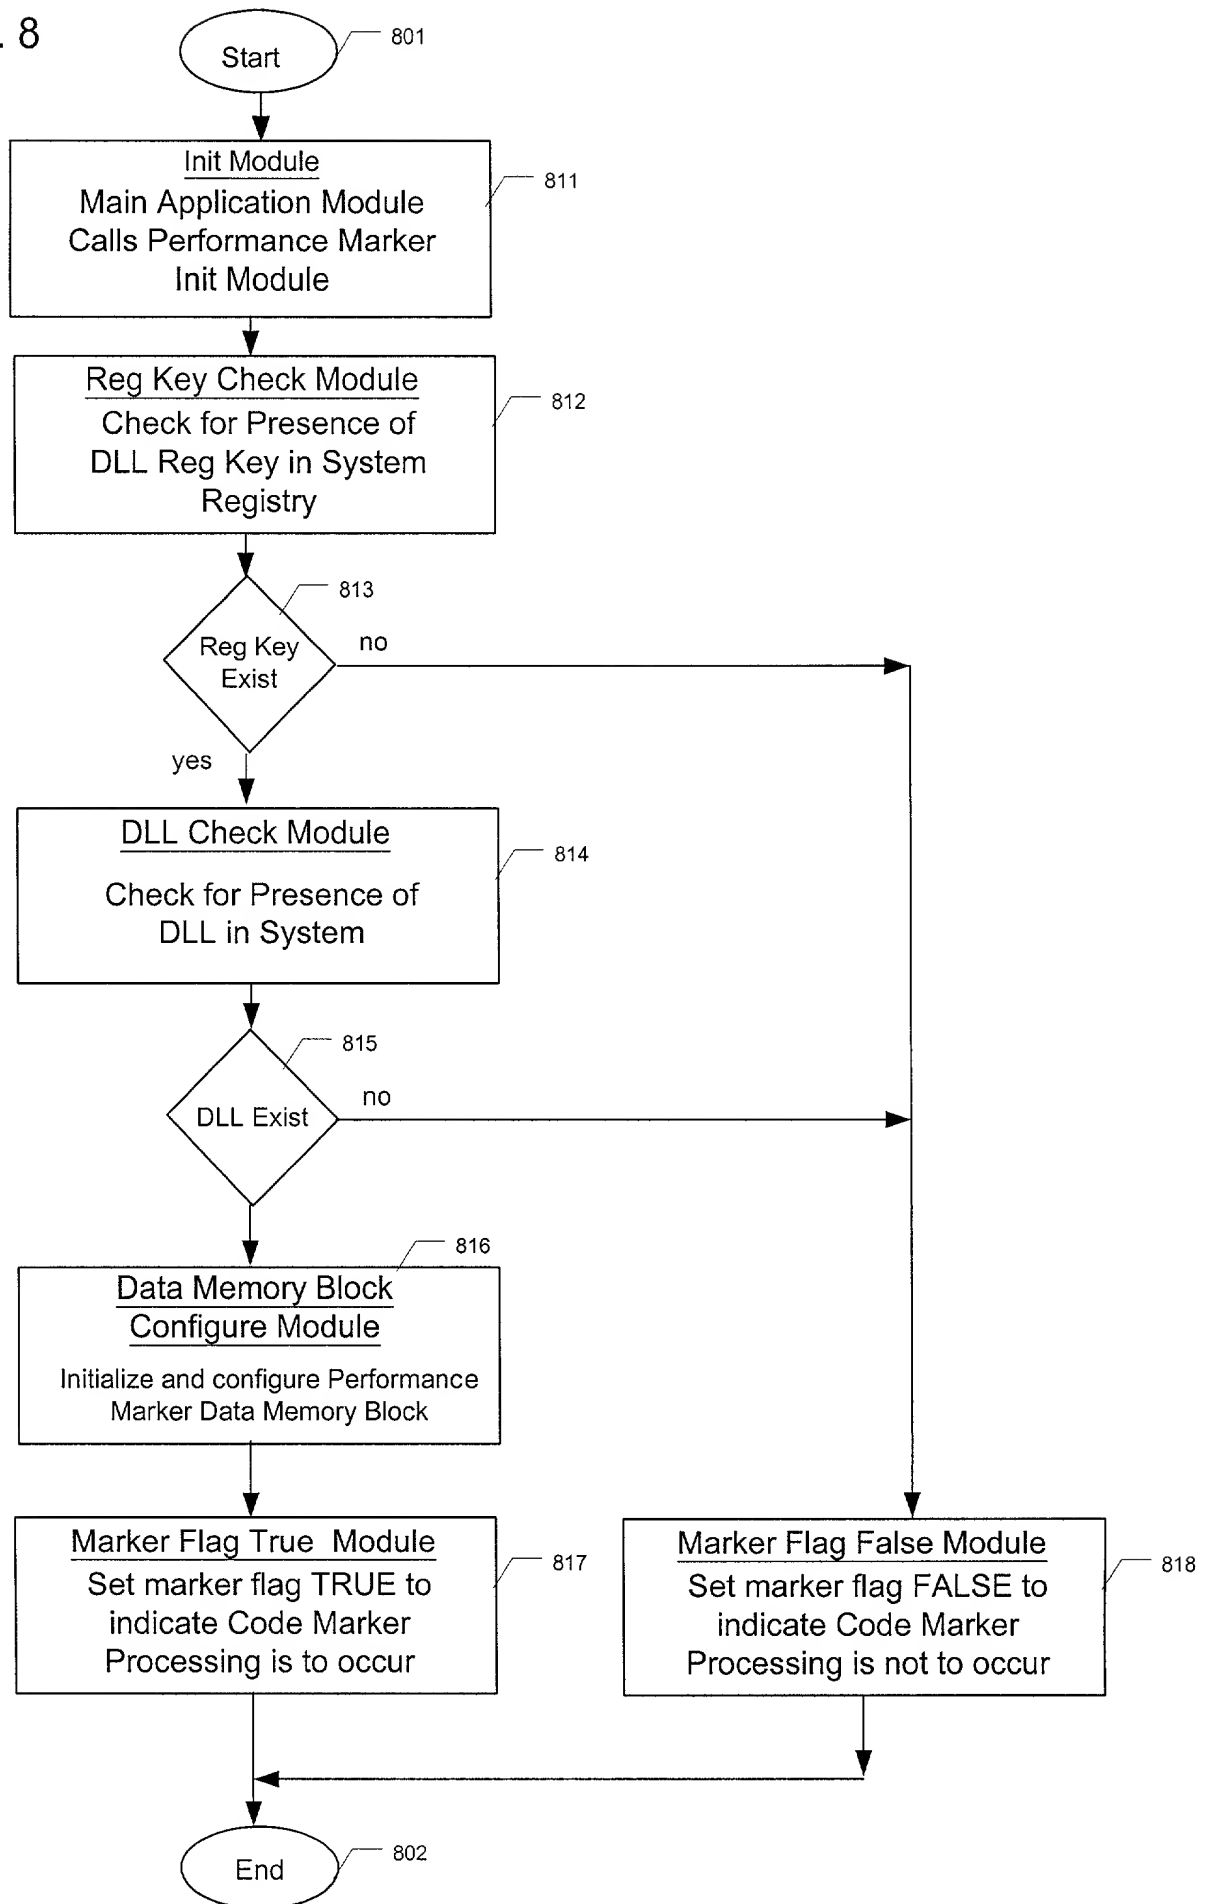 . 8
Start
801
Init Module
Main Application Module
Calls Performance Marker
Init Module
811
Reg Key Check Module
Check for Presence of
DLL Reg Key in System
Registry
812
813
Reg Key
Exist
no
yes
DLL Check Module
Check for Presence of
DLL in System
814
815
DLL Exist
no
816
Data Memory Block
Configure Module
Initialize and configure Performance
Marker Data Memory Block
Marker Flag True Module
Set marker flag TRUE to
indicate Code Marker
Processing is to occur
817
Marker Flag False Module
Set marker flag FALSE to
indicate Code Marker
Processing is not to occur
818
End
802